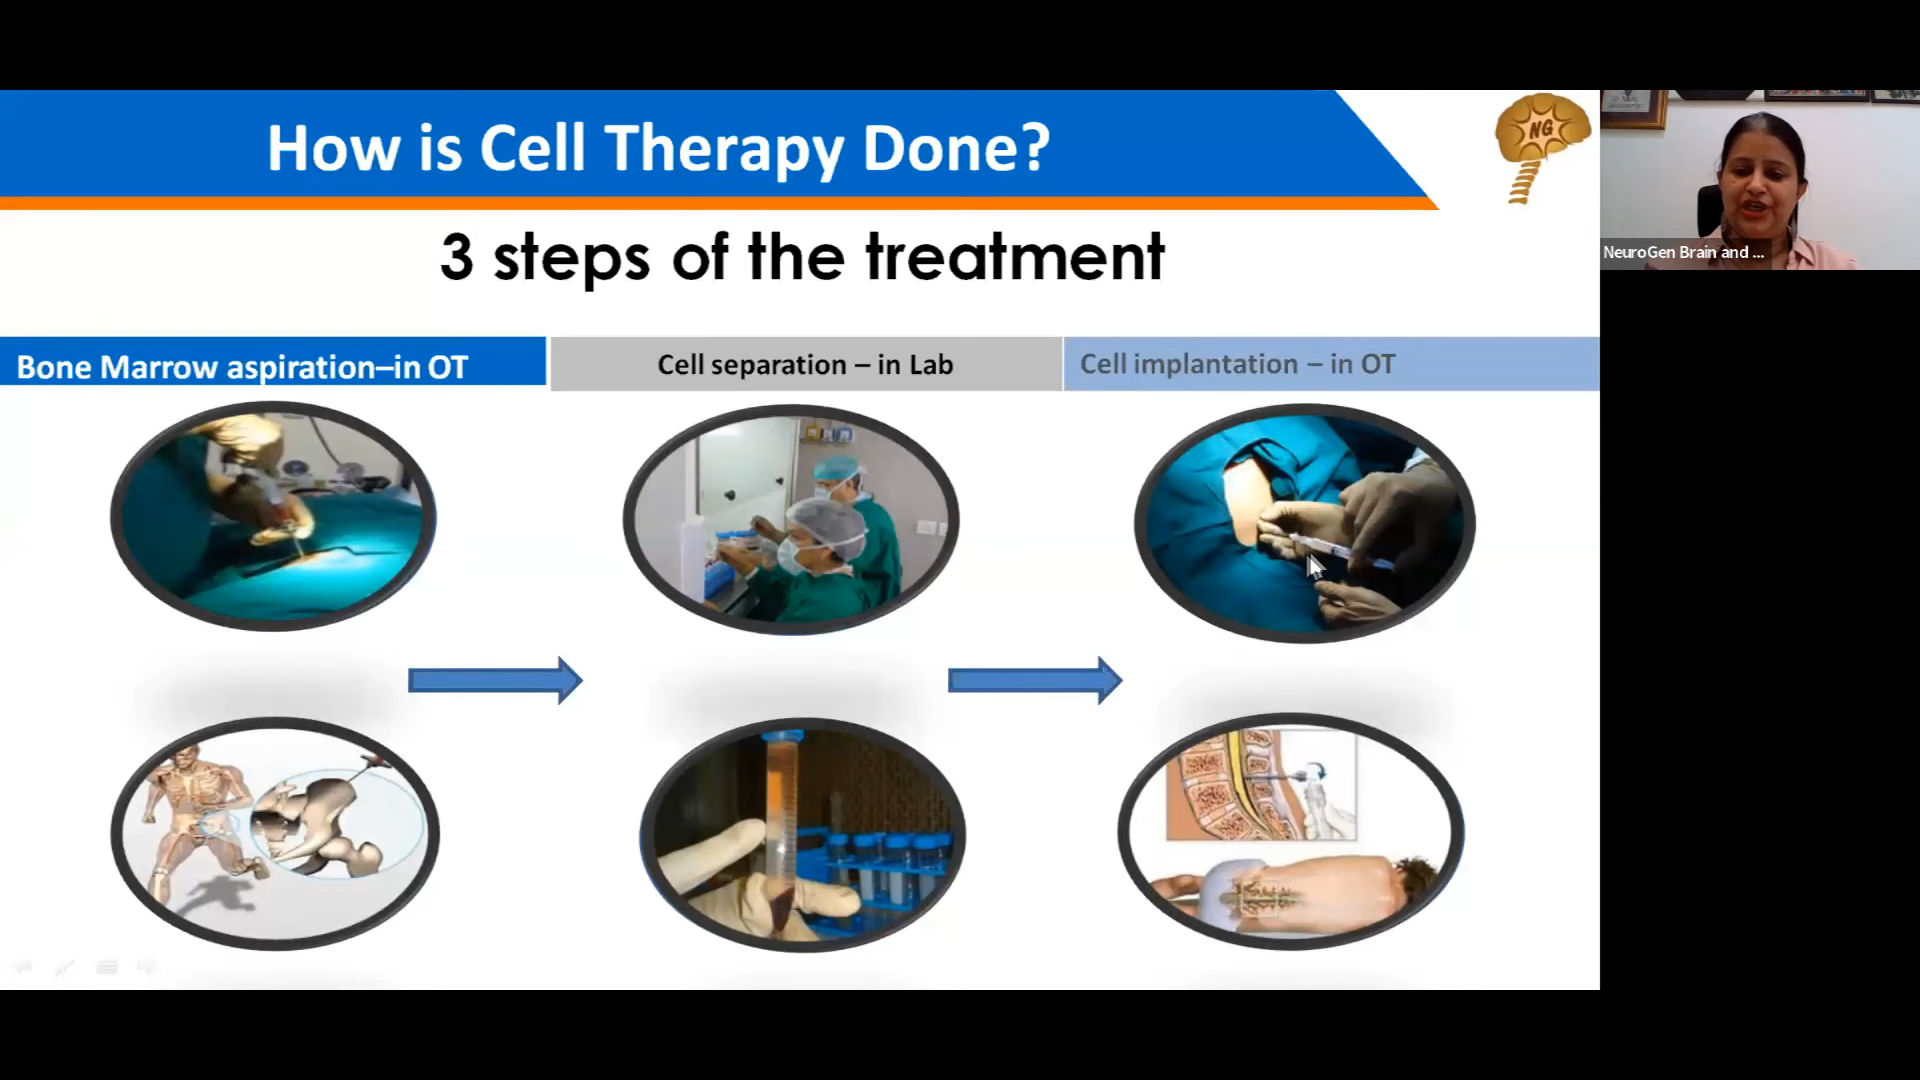 How is Cell Therapy Done?
NG
3 steps of the treatment
Bone Marrow aspiration–in OT
Cell separation – in Lab
Cell implantation – in OT
NeuroGen Brain and ...